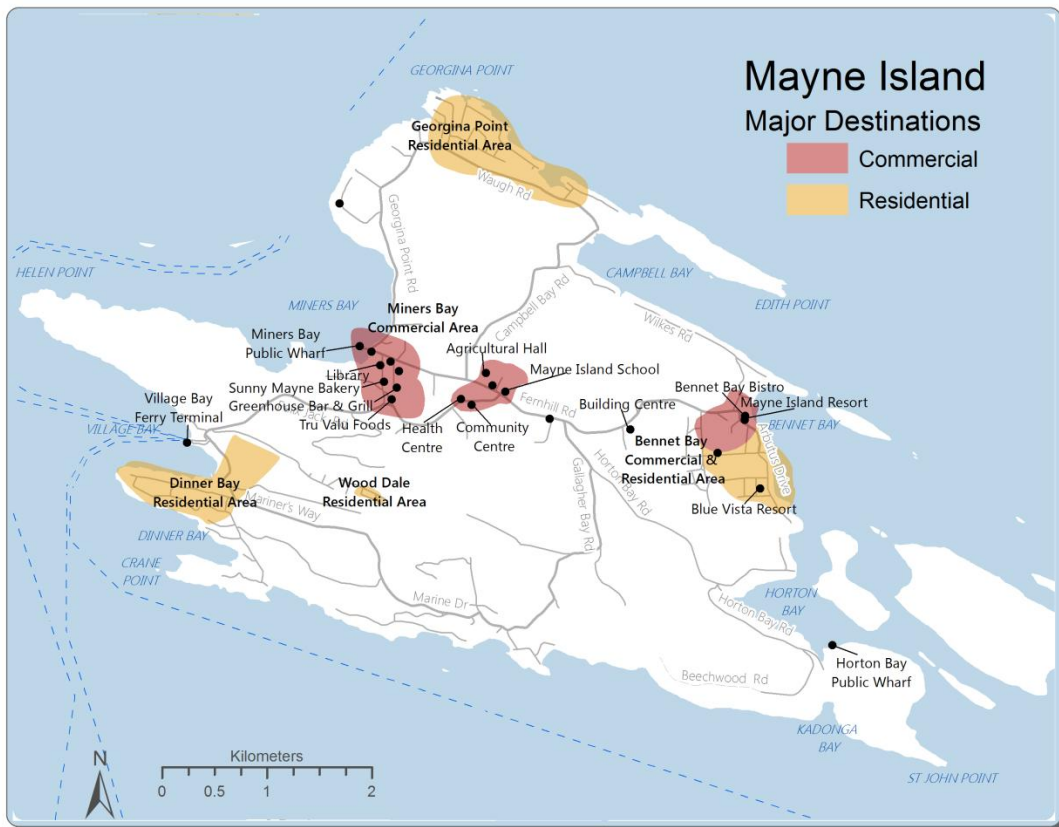 Mayne Island
Major Destinations
Commercial
Residential
GEORGINA POINT
Georgina Point
Residential Area
Waugh Rd
Georgina Point Rd
HELEN POINT
CAMPBELL BAY
EDITH POINT
MINERS BAY
Miners Bay
Commercial Area
Campbell Bay Rd
Wilkes Rd
Miners Bay
Public Wharf
Agricultural Hall
Library
Mayne Island School
Sunny Mayne Bakery
Greenhouse Bar & Grill
Tru Valu Foods
Bennet Bay Bistro
Mayne Island Resort
BENNET BAY
Village Bay
Ferry Terminal
VILLAGE BAY
Health
Centre
Community
Centre
Fernhill Rd
Building Centre
Bennet Bay
Commercial &
Residential Area
Arbutus Drive
Dinner Bay
Residential Area
Wood Dale
Residential Area
Mariner's Way
Gallagher Bay Rd
Horton Bay Rd
Blue Vista Resort
DINNER BAY
CRANE
POINT
Marine Dr
HORTON
BAY
Horton Bay Rd
Horton Bay
Public Wharf
Beechwood Rd
KADONGA
BAY
ST JOHN POINT
N
Kilometers
0 0.5 1 2